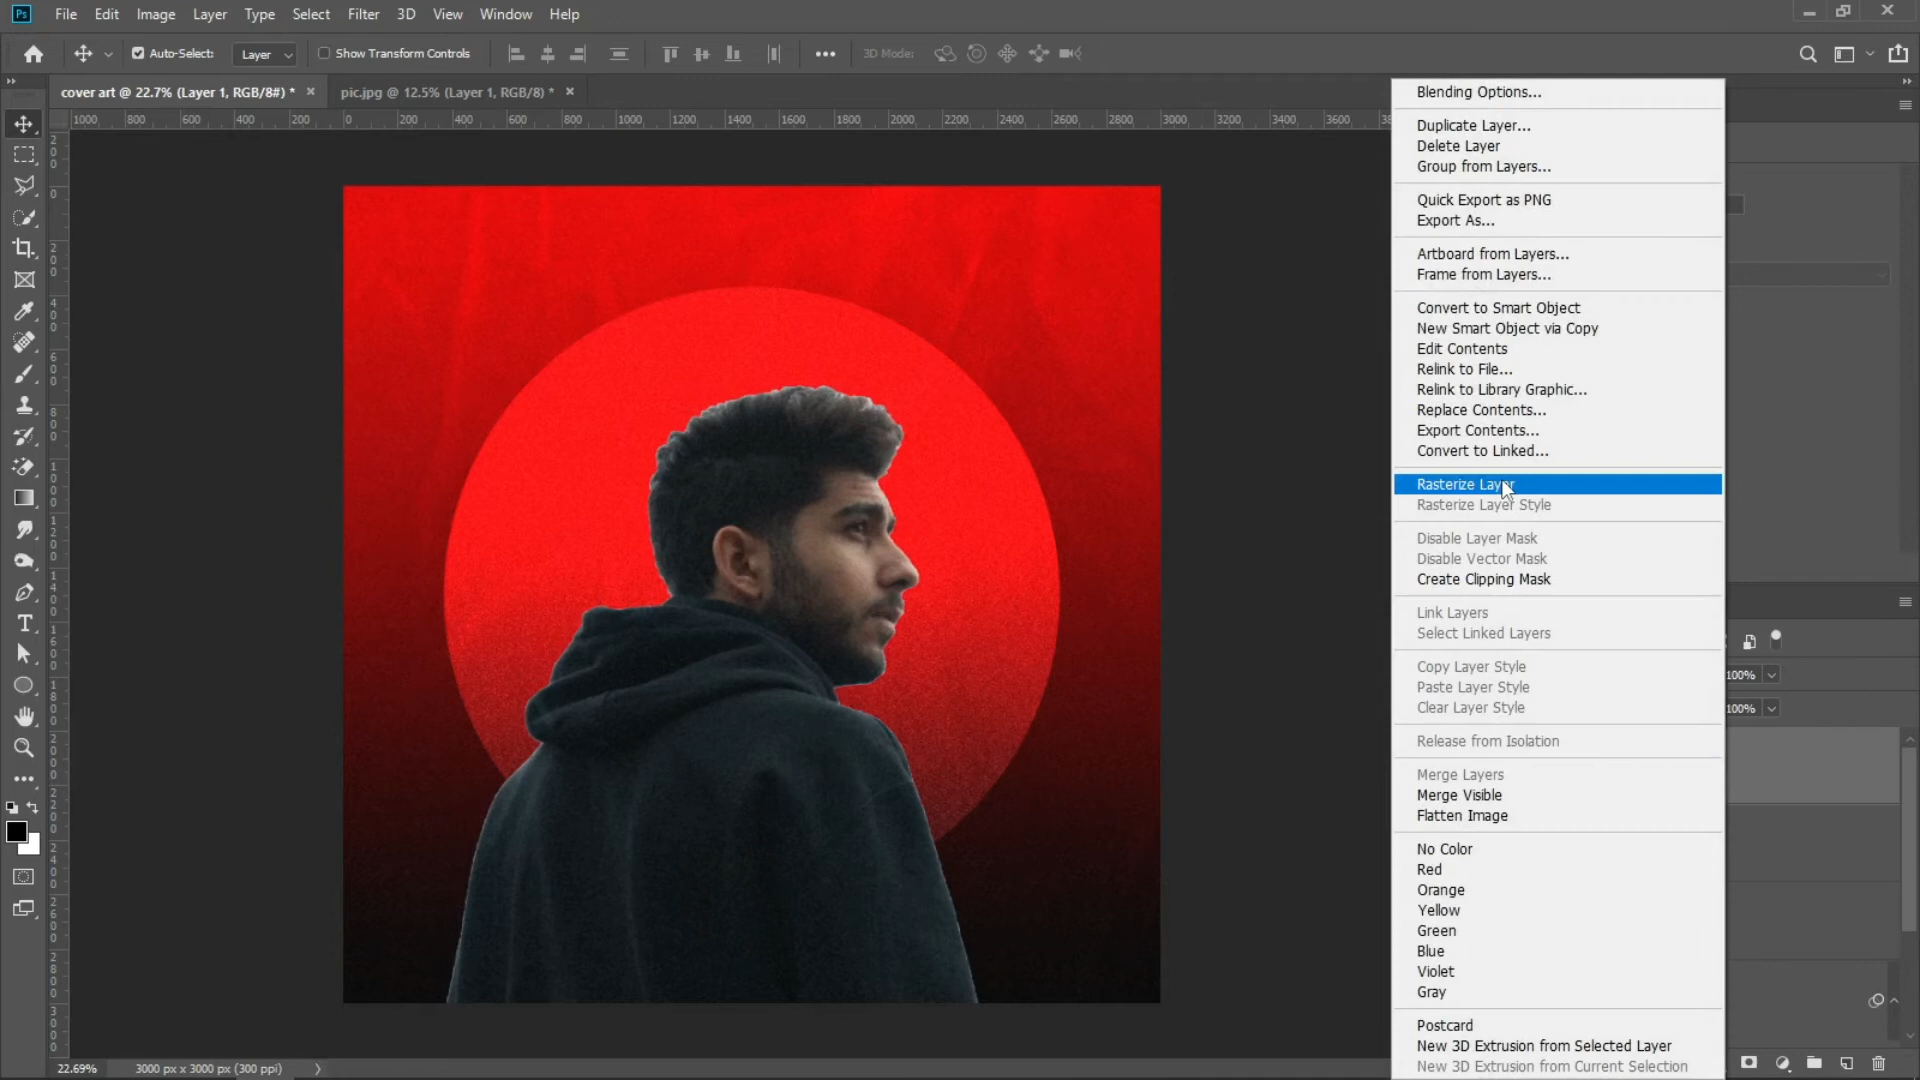 Ps File Edit Image Layer Type Select Filter 3D View Window Help
Auto-Select: Layer Show Transform Controls 3D Mode:
cover art @ 22.7% (Layer 1, RGB/8#) * pic.jpg @ 12.5% (Layer 1, RGB/8) *
1000 800 600 400 200 0 200 400 600 800 1000 1200 1400 1600 1800 2000 2200 2400 2600 2800 3000 3200 3400 3600
Blending Options...
Duplicate Layer...
Delete Layer
Group from Layers...
Quick Export as PNG
Export As...
Artboard from Layers...
Frame from Layers...
Convert to Smart Object
New Smart Object via Copy
Edit Contents
Relink to File...
Relink to Library Graphic...
Replace Contents...
Export Contents...
Convert to Linked...
Rasterize Layer
Rasterize Layer Style
Disable Layer Mask
Disable Vector Mask
Create Clipping Mask
Link Layers
Select Linked Layers
Copy Layer Style
100%
Paste Layer Style
Clear Layer Style
100%
Release from Isolation
Merge Layers
Merge Visible
Flatten Image
No Color
Red
Orange
Yellow
Green
Blue
Violet
Gray
Postcard
New 3D Extrusion from Selected Layer
New 3D Extrusion from Current Selection
22.69% 3000 px x 3000 px (300 ppi)